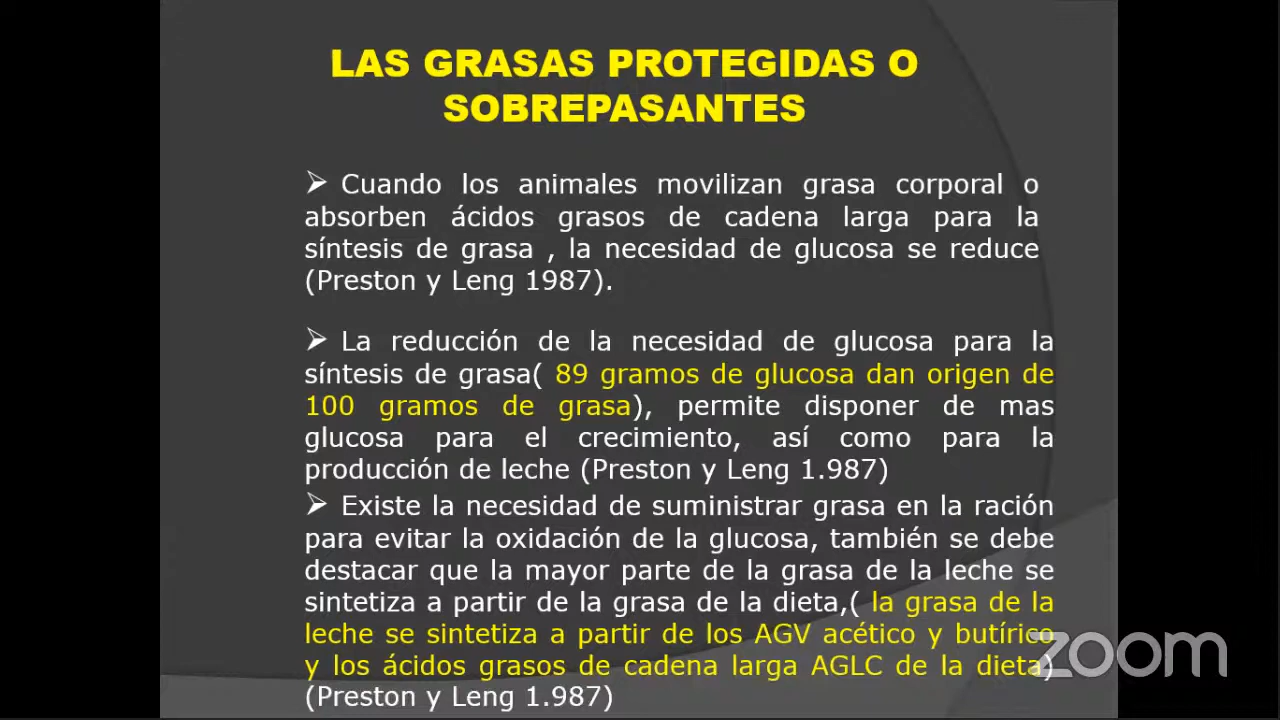 LAS GRASAS PROTEGIDAS O
SOBREPASANTES
➢ Cuando los animales movilizan grasa corporal o
absorben ácidos grasos de cadena larga para la
síntesis de grasa , la necesidad de glucosa se reduce
(Preston y Leng 1987).
➢ La reducción de la necesidad de glucosa para la
síntesis de grasa( 89 gramos de glucosa dan origen de
100 gramos de grasa), permite disponer de mas
glucosa para el crecimiento, así como para la
producción de leche (Preston y Leng 1.987)
➢ Existe la necesidad de suministrar grasa en la ración
para evitar la oxidación de la glucosa, también se debe
destacar que la mayor parte de la grasa de la leche se
sintetiza a partir de la grasa de la dieta,( la grasa de la
leche se sintetiza a partir de los AGV acético y butírico
y los ácidos grasos de cadena larga AGLC de la dieta)
(Preston y Leng 1.987)
zoom